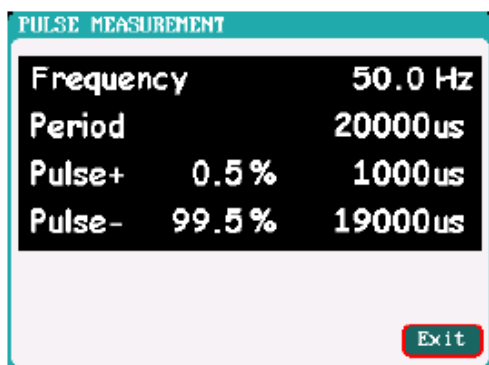 PULSE MEASUREMENT
Frequency 50.0 Hz
Period 20000us
Pulse+ 0.5% 1000us
Pulse- 99.5% 19000us
Exit